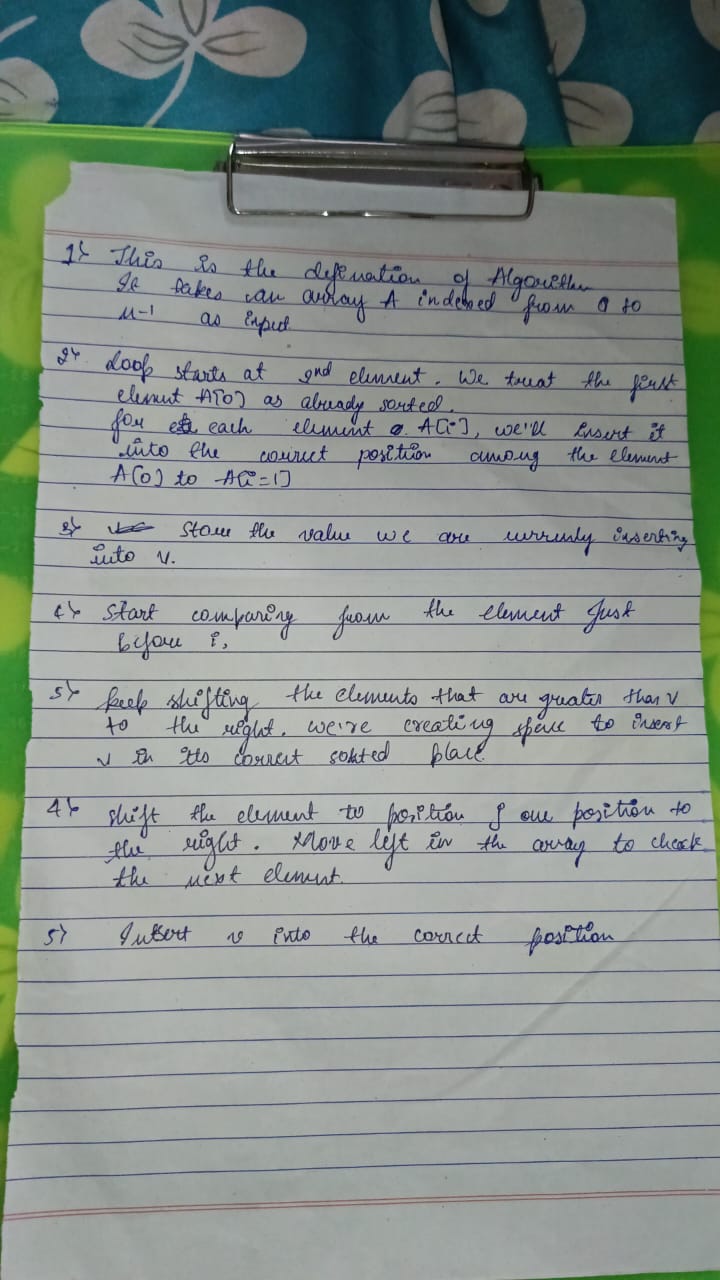 1) This is the defination of Algorithm
It takes an array A indexed from 0 to
n-1 as input
2) Loop starts at 2nd element. We treat the first
element A[0] as already sorted.
for each element A[i], we'll insert it
into the correct position among the element
A[0] to A[i=1]
3) Store the value we are currenly inserting
into v.
4) Start comparing from the element just
before i,
5) keep shifting the elements that are greater than v
to the right. we're creating space to insert
v in its correct sorted place.
4) shift the element to position j one position to
the right. Move left in the array to check
the next element.
5) Insert v into the correct position